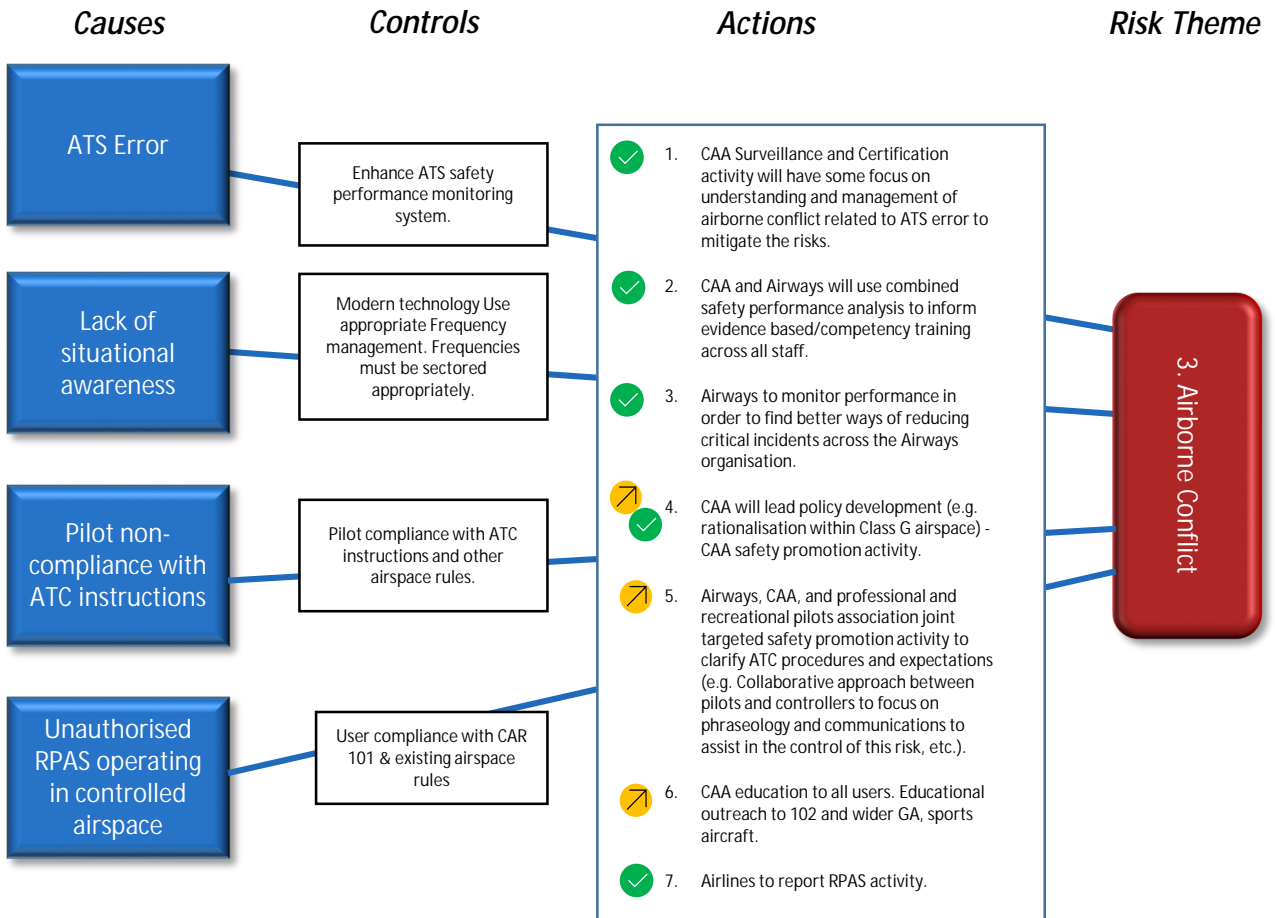 Causes
Controls
Actions
Risk Theme
ATS Error
Enhance ATS safety
performance monitoring
system.
Lack of
situational
awareness
Modern technology Use
appropriate Frequency
management. Frequencies
must be sectored
appropriately.
Pilot non-
compliance with
ATC instructions
Pilot compliance with ATC
instructions and other
airspace rules.
Unauthorised
RPAS operating
in controlled
airspace
User compliance with CAR
101 & existing airspace
rules
1. CAA Surveillance and Certification
activity will have some focus on
understanding and management of
airborne conflict related to ATS error to
mitigate the risks.
2. CAA and Airways will use combined
safety performance analysis to inform
evidence based/competency training
across all staff.
3. Airways to monitor performance in
order to find better ways of reducing
critical incidents across the Airways
organisation.
4. CAA will lead policy development (e.g.
rationalisation within Class G airspace) -
CAA safety promotion activity.
5. Airways, CAA, and professional and
recreational pilots association joint
targeted safety promotion activity to
clarify ATC procedures and expectations
(e.g. Collaborative approach between
pilots and controllers to focus on
phraseology and communications to
assist in the control of this risk, etc.).
6. CAA education to all users. Educational
outreach to 102 and wider GA, sports
aircraft.
7. Airlines to report RPAS activity.
3. Airborne Conflict